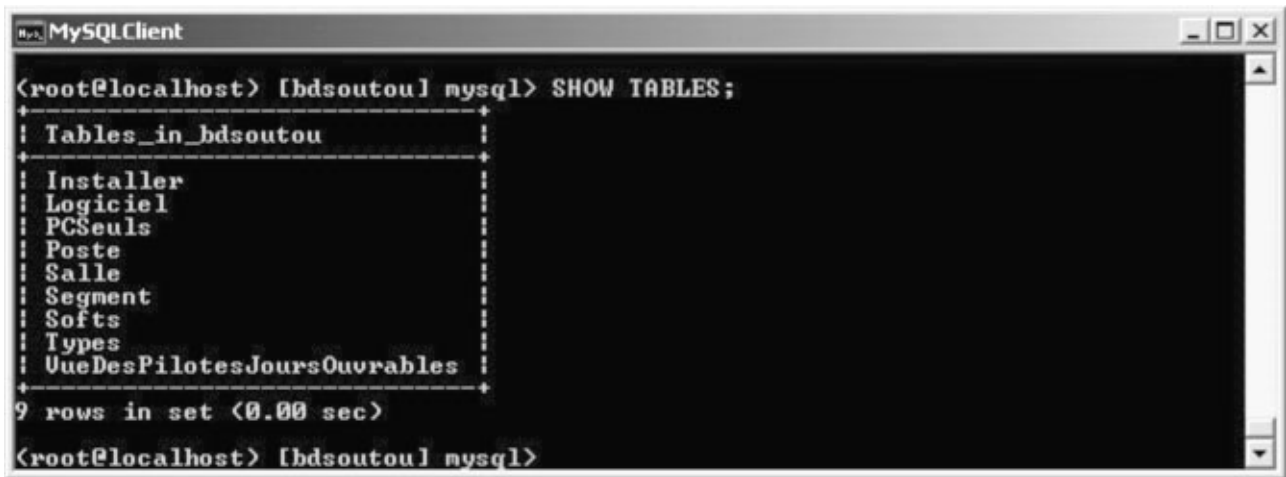 MySQLClient
(root@localhost) [bdsoutou] mysql> SHOW TABLES;
+-----------------------------+
| Tables_in_bdsoutou          |
+-----------------------------+
| Installer                   |
| Logiciel                    |
| PCSeuls                     |
| Poste                       |
| Salle                       |
| Segment                     |
| Softs                       |
| Types                       |
| VueDesPilotesJoursOuvrables |
+-----------------------------+
9 rows in set (0.00 sec)
(root@localhost) [bdsoutou] mysql>